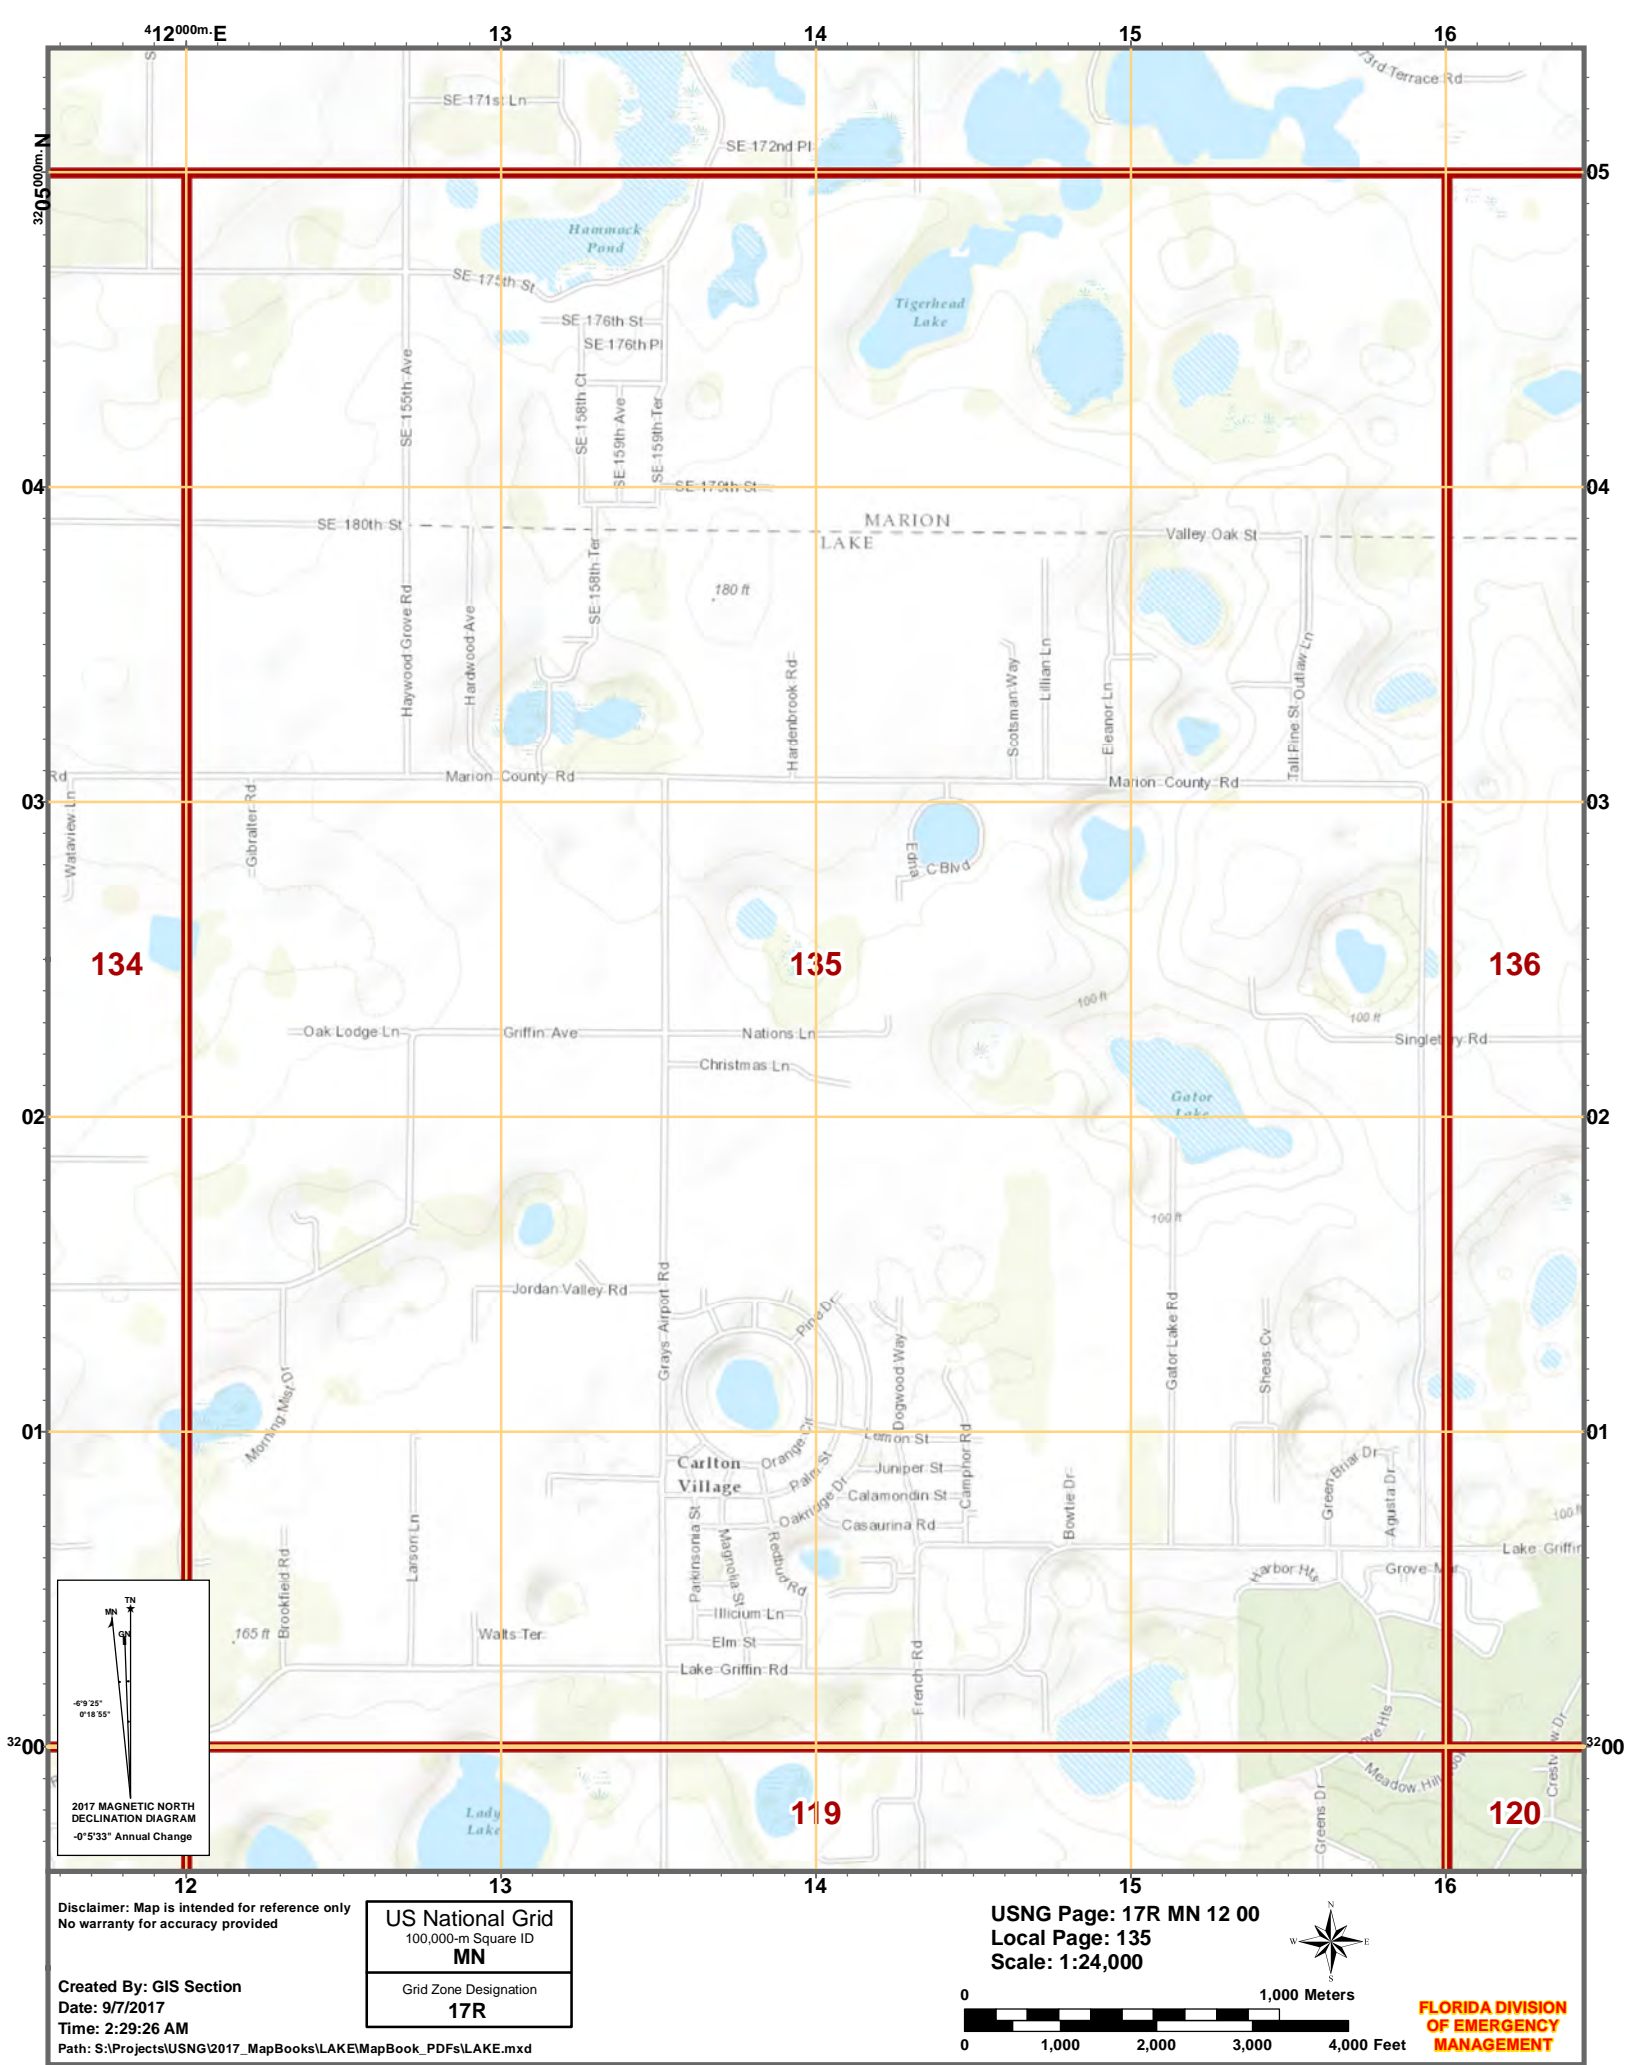 412000m.E 13 14 15 16
3205000m.N
05
04
03
02
01
3200
05
04
03
02
01
3200
S
73rd Terrace Rd
SE 171st Ln
SE 172nd Pl
Hammock
Pond
SE 175th St
Tigerhead
Lake
SE 176th St
SE 176th Pl
SE 155th Ave
SE 158th Ct
SE 159th Ave
SE 159th Ter
SE 179th St
SE 180th St
MARION
LAKE
Valley Oak St
180 ft
SE 158th Ter
Haywood Grove Rd
Hardwood Ave
Hardenbrook Rd
Scotsman Way
Lillian Ln
Eleanor Ln
Outlaw Ln
Tall Pine St
Rd
Marion County Rd
Marion County Rd
Wataview Ln
Gibralter Rd
Edna
C Blvd
134
135
136
100 ft
100 ft
Oak Lodge Ln
Griffin Ave
Nations Ln
Singletary Rd
Christmas Ln
Gator
Lake
100 ft
Jordan Valley Rd
Grays Airport Rd
Pine Dr
Dogwood Way
Gator Lake Rd
Sheas Cv
Morning Mist Dr
Orange Cir
Lemon St
Carlton
Village
Palm St
Juniper St
Camphor Rd
Calamondin St
Oakridge Dr
Casaurina Rd
Bowtie Dr
Green Briar Dr
Agusta Dr
100 ft
Larson Ln
Parkinsonia St
Magnolia St
Redbud Rd
Lake Griffin
Harbor Hts
Grove Mnr
Brookfield Rd
Illicium Ln
165 ft
Walts Ter
Elm St
Lake Griffin Rd
French Rd
Meadow Hill
Crestview Dr
Greens Dr
Lady
Lake
119
120
TN
MN
GN
-6°9'25"
0°18'55"
2017 MAGNETIC NORTH
DECLINATION DIAGRAM
-0°5'33" Annual Change
12 13 14 15 16
Disclaimer: Map is intended for reference only
No warranty for accuracy provided
Created By: GIS Section
Date: 9/7/2017
Time: 2:29:26 AM
Path: S:\Projects\USNG\2017_MapBooks\LAKE\MapBook_PDFs\LAKE.mxd
US National Grid
100,000-m Square ID
MN
Grid Zone Designation
17R
USNG Page: 17R MN 12 00
Local Page: 135
Scale: 1:24,000
N
W E
S
0 1,000 Meters
0 1,000 2,000 3,000 4,000 Feet
FLORIDA DIVISION
OF EMERGENCY
MANAGEMENT